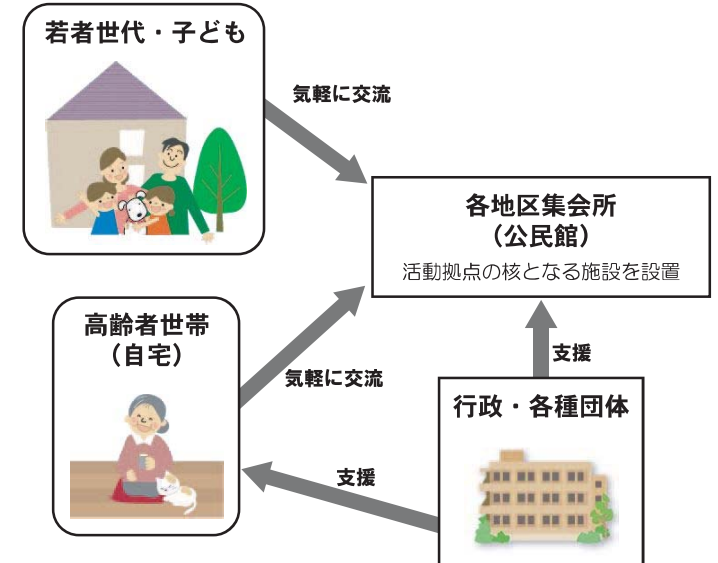 若者世代・子ども
気軽に交流
各地区集会所
（公民館）
活動拠点の核となる施設を設置
高齢者世帯
（自宅）
気軽に交流
支援
行政・各種団体
支援